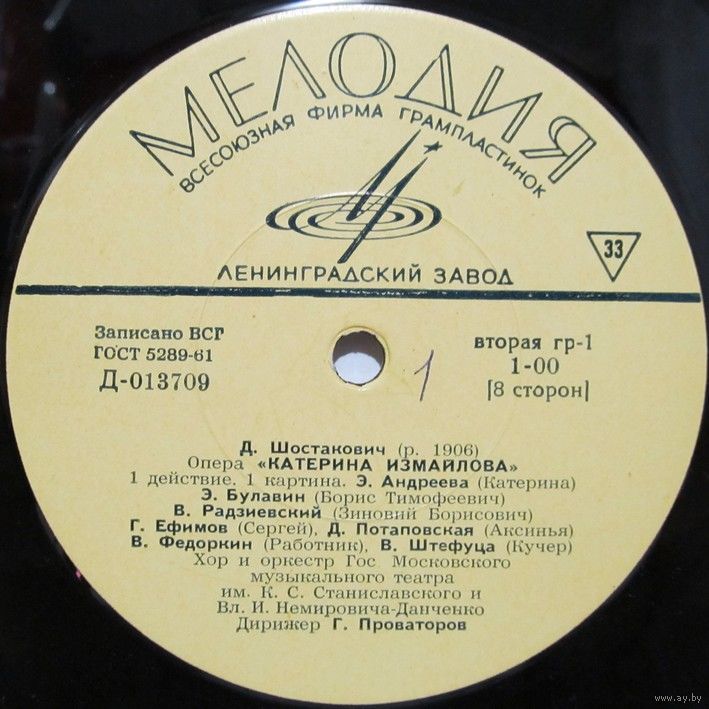 МЕЛОДИЯ
ВСЕСОЮЗНАЯ ФИРМА ГРАМПЛАСТИНОК
33
ЛЕНИНГРАДСКИЙ ЗАВОД
Записано ВСГ
ГОСТ 5289-61
Д-013709
1
вторая гр-1
1-00
[8 сторон]
Д. Шостакович (р. 1906)
Опера «КАТЕРИНА ИЗМАЙЛОВА»
1 действие. 1 картина. Э. Андреева (Катерина)
Э. Булавин (Борис Тимофеевич)
В. Радзиевский (Зиновий Борисович)
Г. Ефимов (Сергей), Д. Потаповская (Аксинья)
В. Федоркин (Работник), В. Штефуца (Кучер)
Хор и оркестр Гос Московского
музыкального театра
им. К. С. Станиславского и
Вл. И. Немировича-Данченко
Дирижер Г. Проваторов
www.ay.by